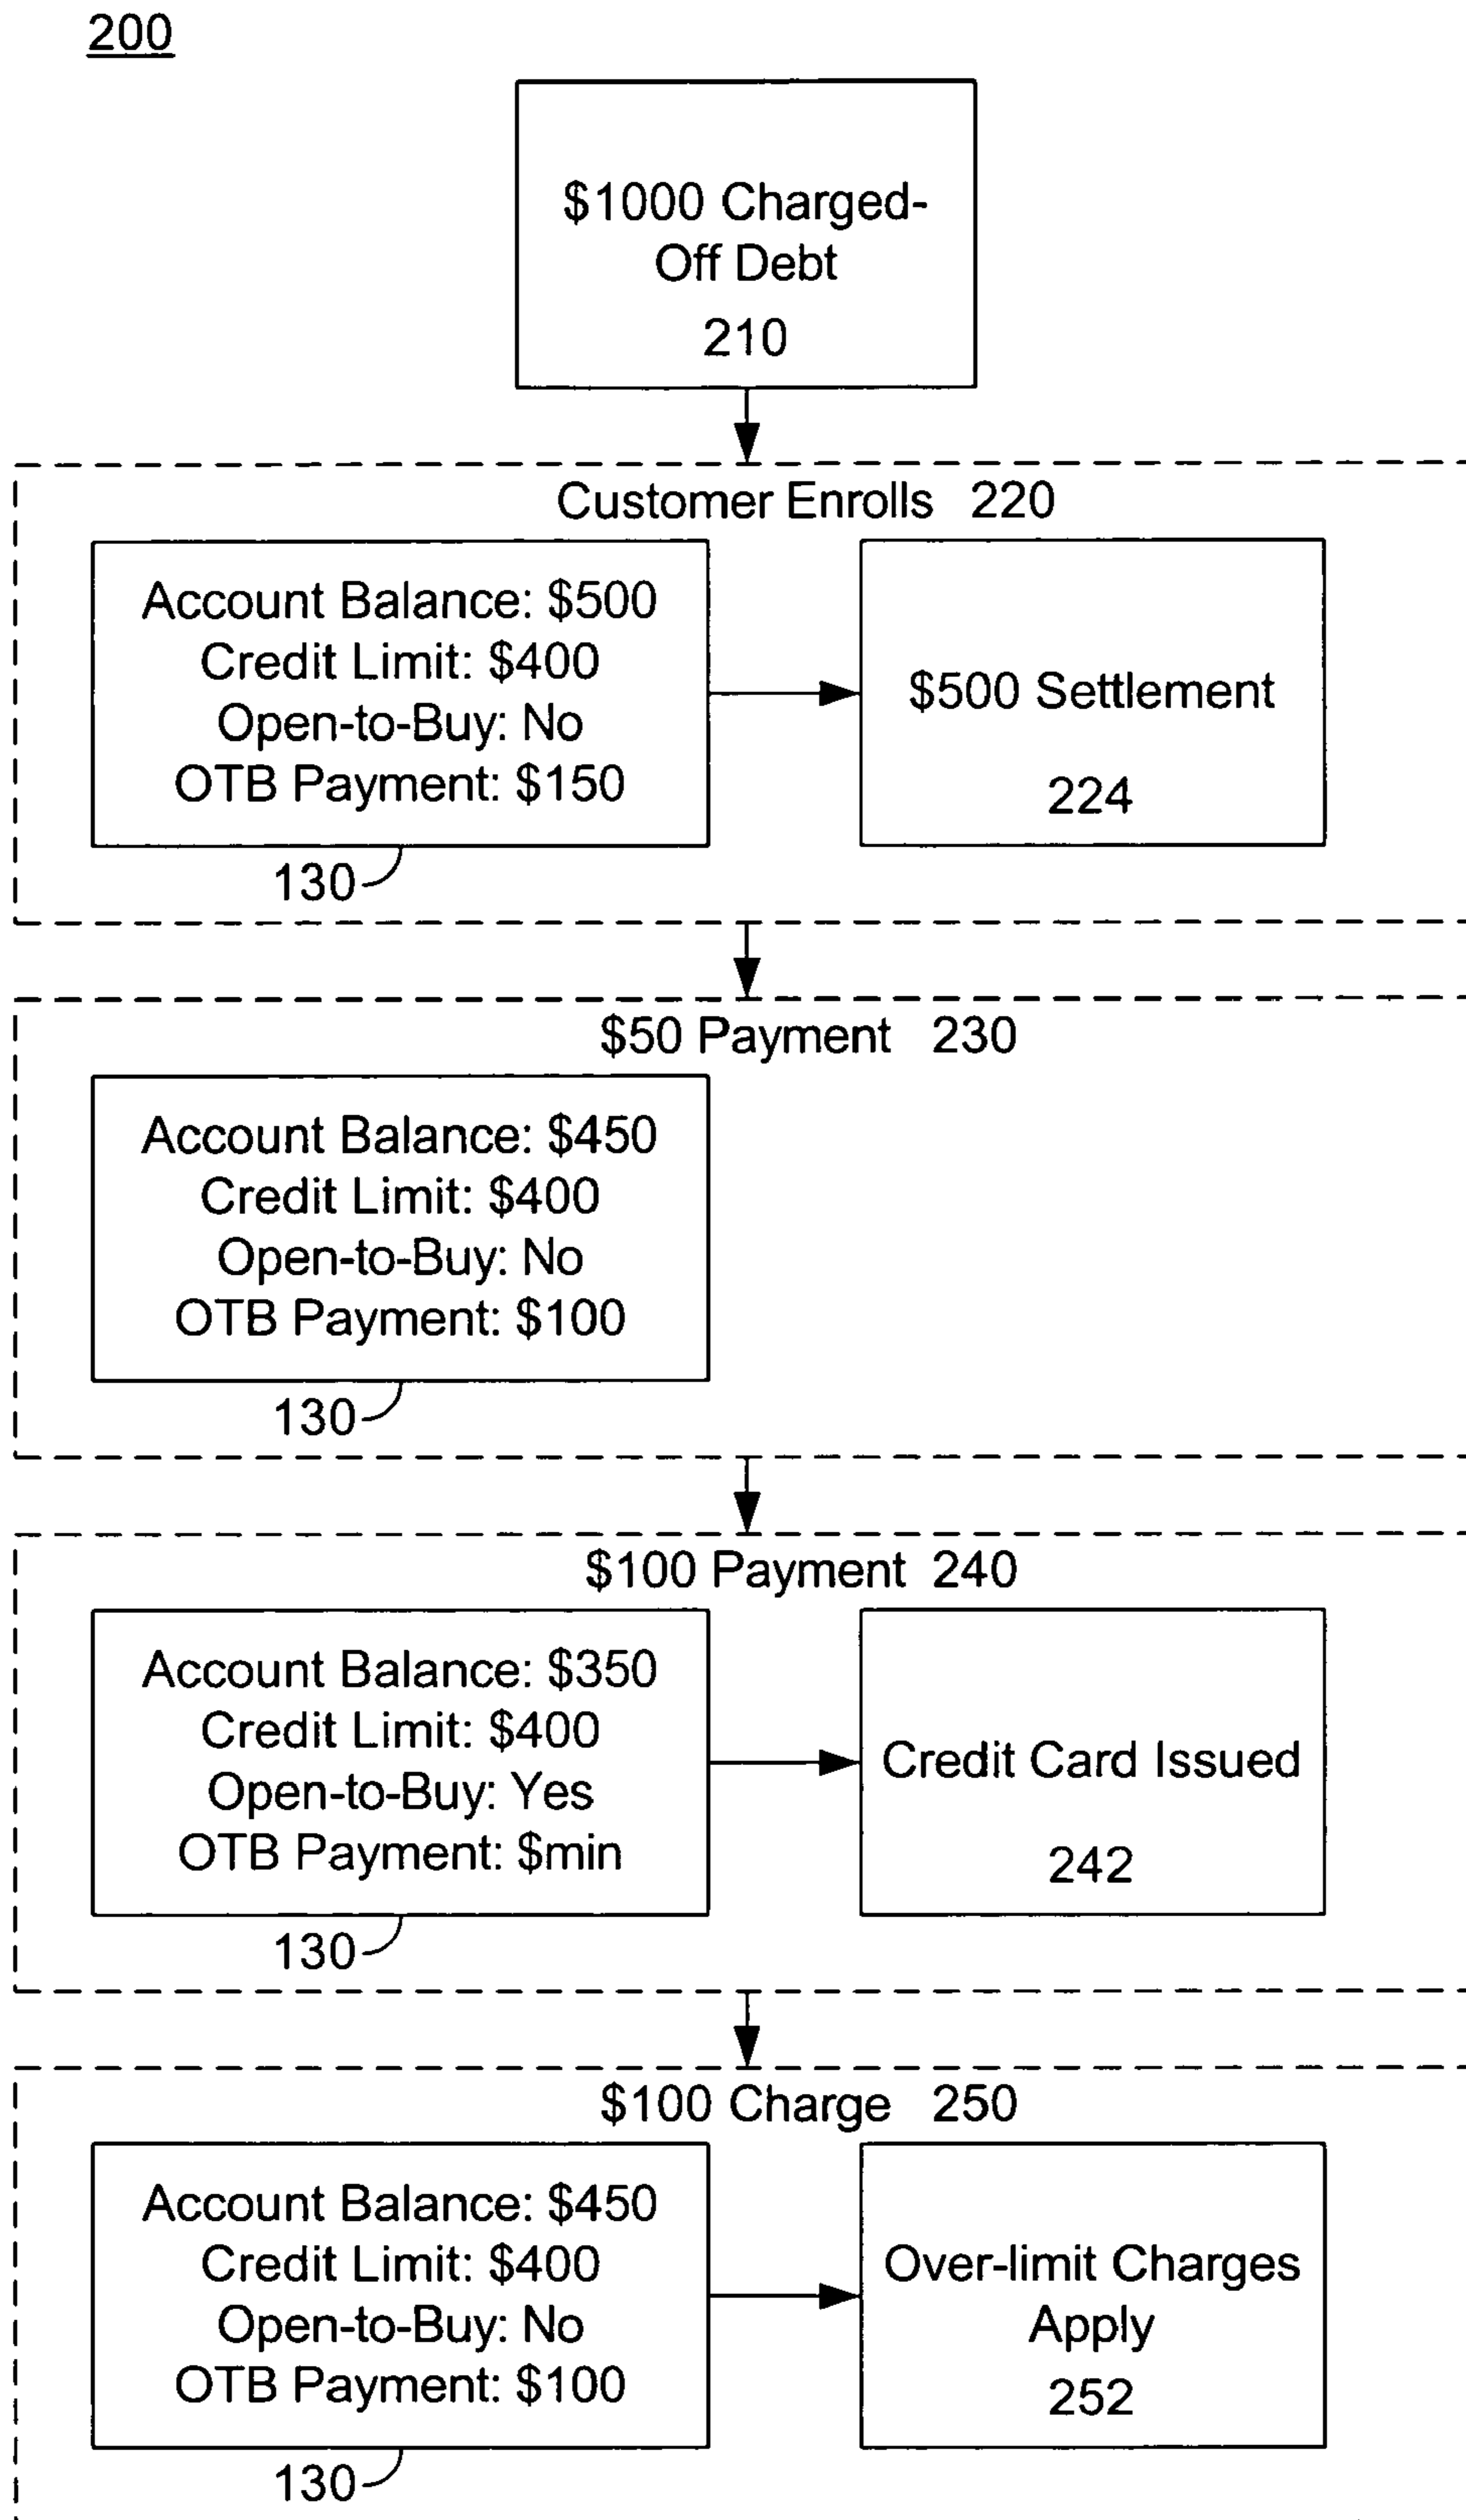 200
$1000 Charged-
Off Debt
210
Customer Enrolls 220
Account Balance: $500
Credit Limit: $400
Open-to-Buy: No
OTB Payment: $150
130
$500 Settlement
224
$50 Payment 230
Account Balance: $450
Credit Limit: $400
Open-to-Buy: No
OTB Payment: $100
130
$100 Payment 240
Account Balance: $350
Credit Limit: $400
Open-to-Buy: Yes
OTB Payment: $min
130
Credit Card Issued
242
$100 Charge 250
Account Balance: $450
Credit Limit: $400
Open-to-Buy: No
OTB Payment: $100
130
Over-limit Charges
Apply
252